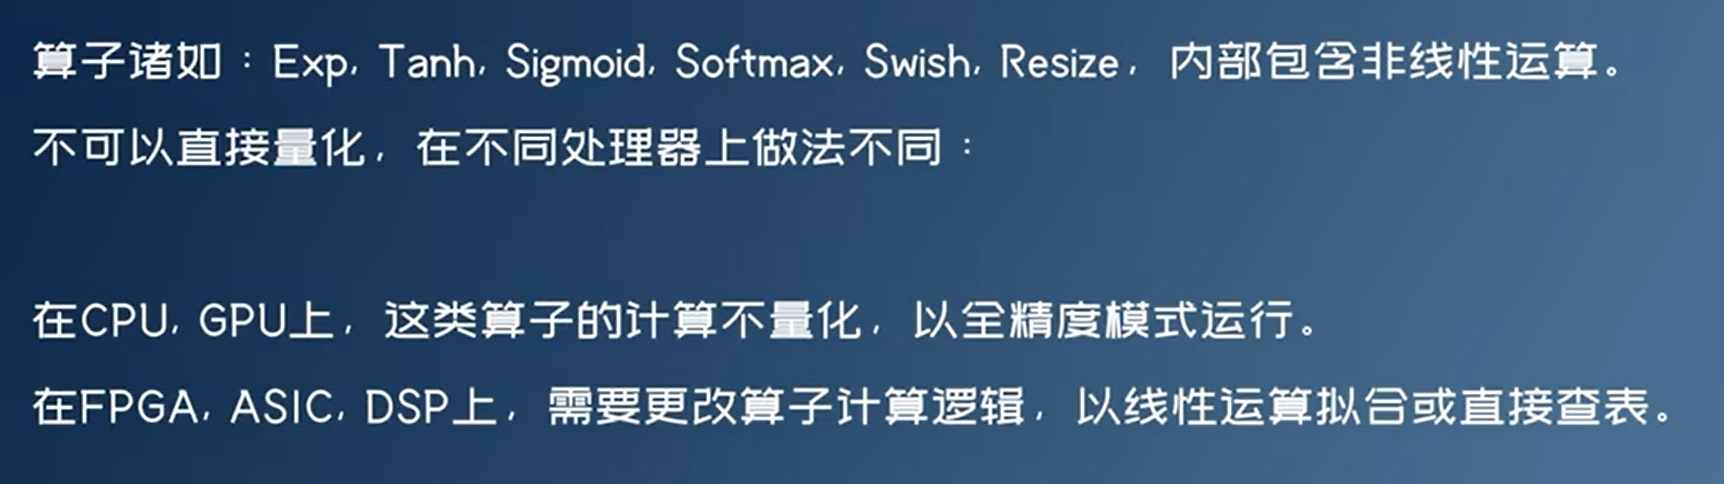 算子诸如：Exp, Tanh, Sigmoid, Softmax, Swish, Resize，内部包含非线性运算。
不可以直接量化，在不同处理器上做法不同：
在CPU, GPU上，这类算子的计算不量化，以全精度模式运行。
在FPGA, ASIC, DSP上，需要更改算子计算逻辑，以线性运算拟合或直接查表。